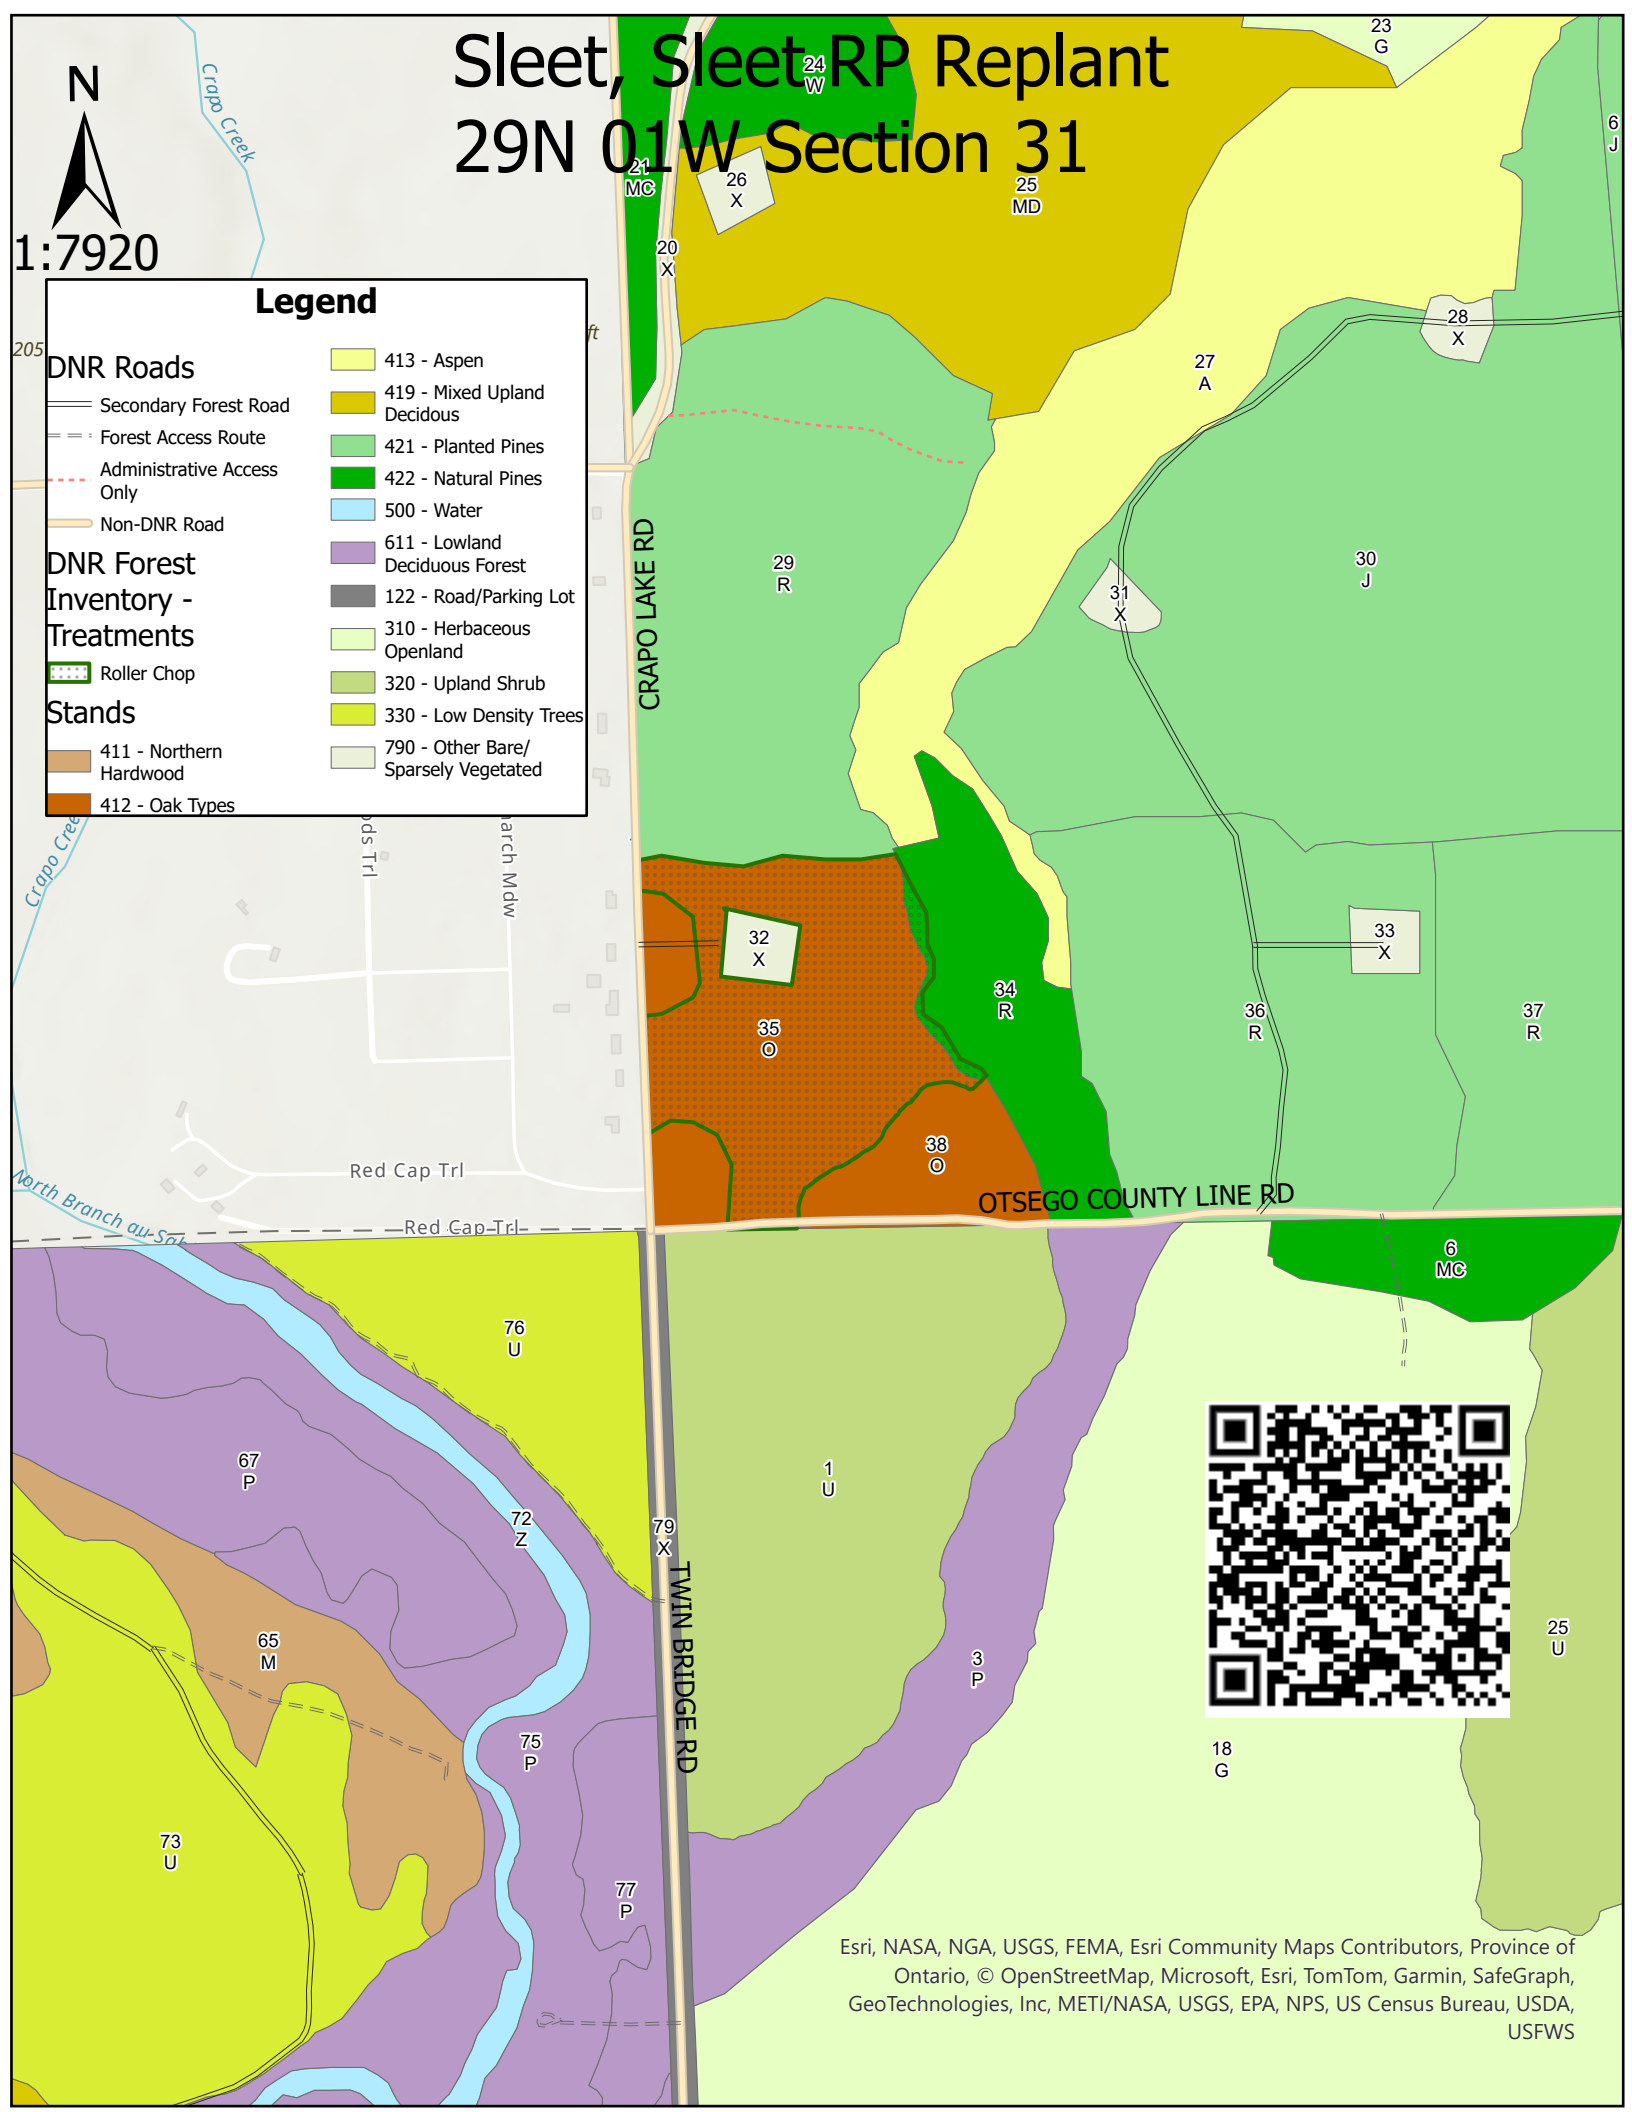 Sleet, Sleet RP Replant
29N 01W Section 31
N
1:7920
Crapo Creek
205
ft
Legend
DNR Roads
Secondary Forest Road
Forest Access Route
Administrative Access
Only
Non-DNR Road
DNR Forest
Inventory -
Treatments
Roller Chop
Stands
411 - Northern
Hardwood
412 - Oak Types
413 - Aspen
419 - Mixed Upland
Decidous
421 - Planted Pines
422 - Natural Pines
500 - Water
611 - Lowland
Deciduous Forest
122 - Road/Parking Lot
310 - Herbaceous
Openland
320 - Upland Shrub
330 - Low Density Trees
790 - Other Bare/
Sparsely Vegetated
23
G
24
W
6
J
21
MC
26
X
25
MD
20
X
28
X
27
A
29
R
30
J
31
X
CRAPO LAKE RD
Crapo Cree
ods Trl
arch Mdw
32
X
33
X
34
R
35
O
36
R
37
R
38
O
Red Cap Trl
OTSEGO COUNTY LINE RD
North Branch au Sab
Red Cap Trl
6
MC
76
U
67
P
1
U
72
Z
79
X
TWIN BRIDGE RD
25
U
65
M
3
P
75
P
18
G
73
U
77
P
Esri, NASA, NGA, USGS, FEMA, Esri Community Maps Contributors, Province of
Ontario, © OpenStreetMap, Microsoft, Esri, TomTom, Garmin, SafeGraph,
GeoTechnologies, Inc, METI/NASA, USGS, EPA, NPS, US Census Bureau, USDA,
USFWS